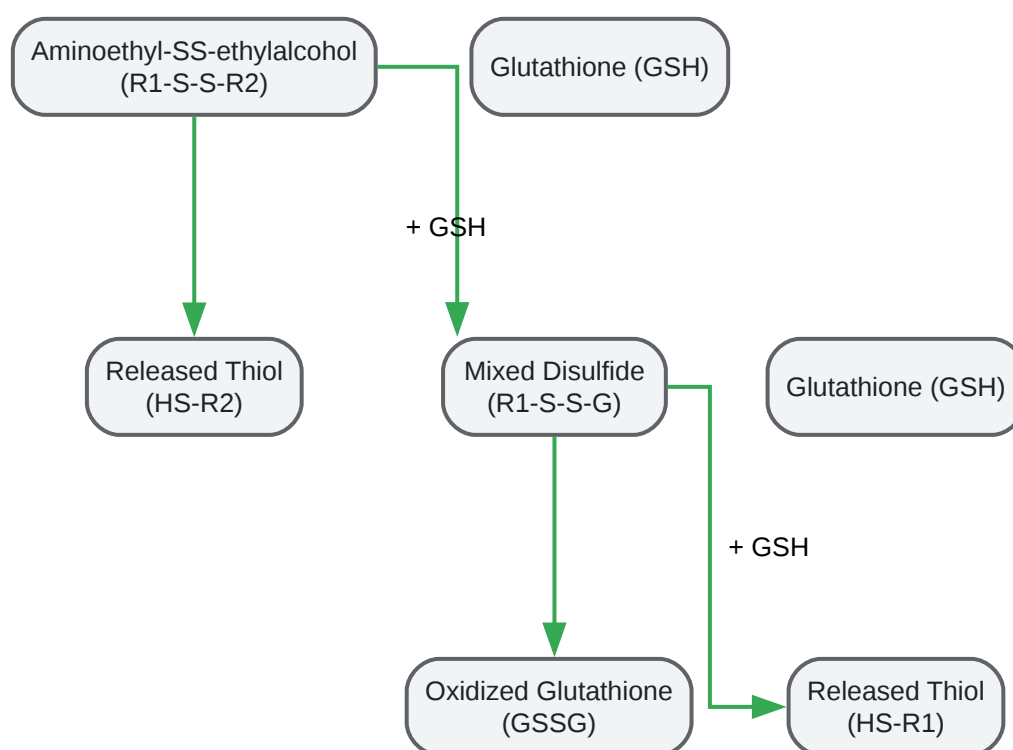 Aminoethyl-SS-ethylalcohol
(R1-S-S-R2)
Glutathione (GSH)
+ GSH
Released Thiol
(HS-R2)
Mixed Disulfide
(R1-S-S-G)
Glutathione (GSH)
+ GSH
Oxidized Glutathione
(GSSG)
Released Thiol
(HS-R1)